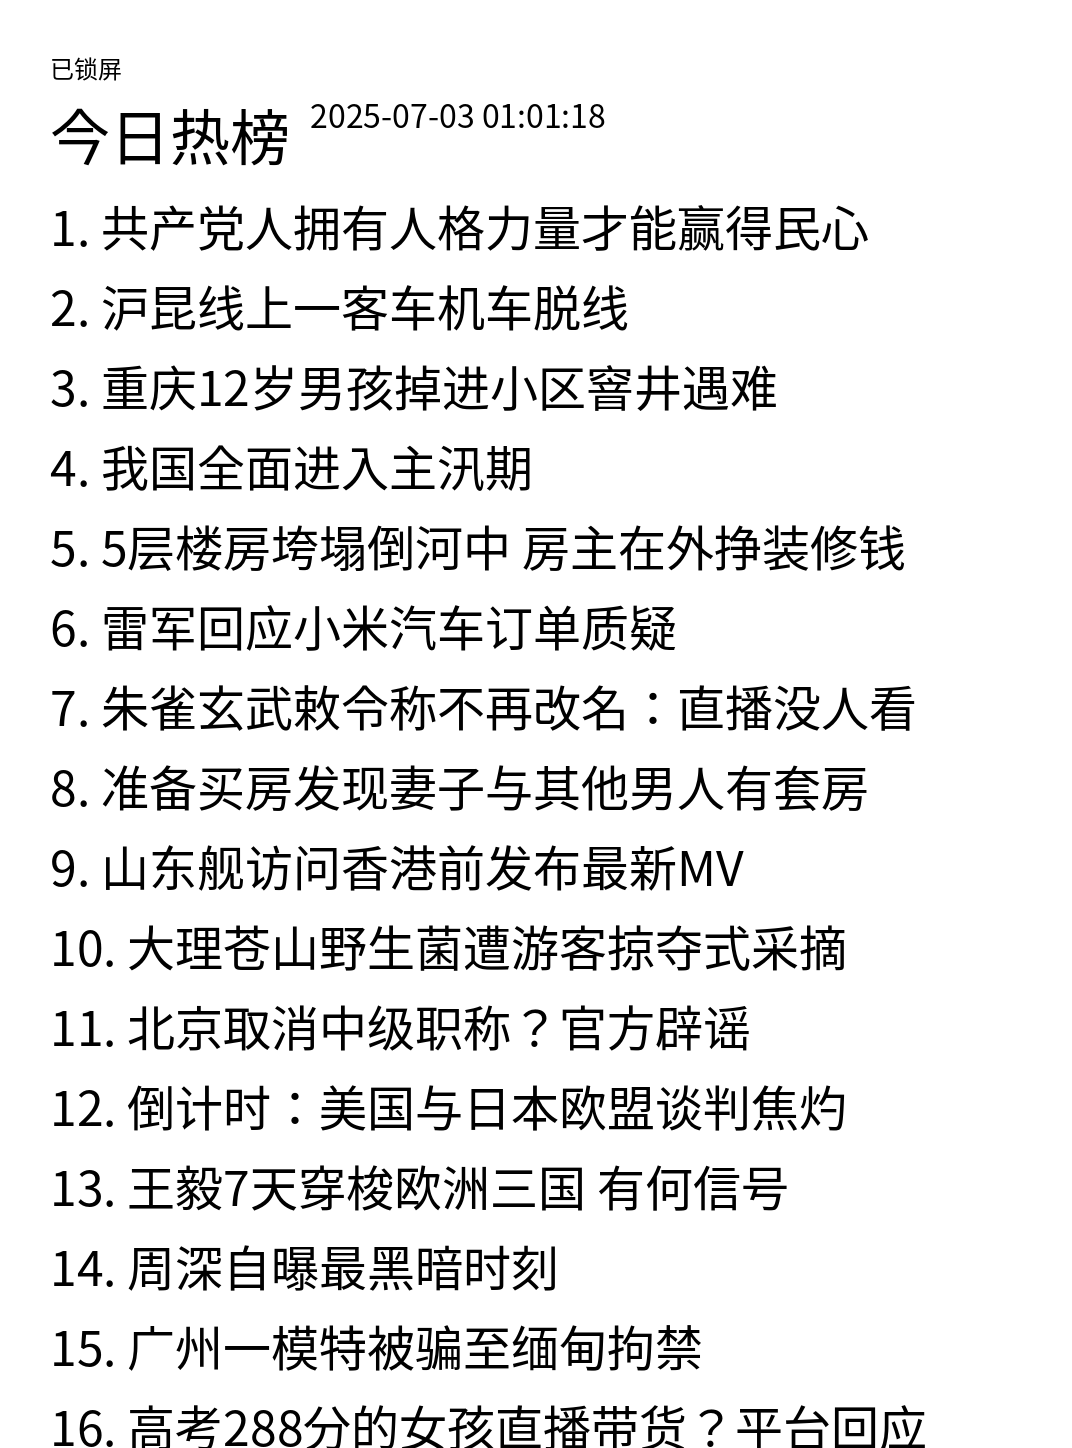 已锁屏
今日热榜 2025-07-03 01:01:18
1. 共产党人拥有人格力量才能赢得民心
2. 沪昆线上一客车机车脱线
3. 重庆12岁男孩掉进小区窨井遇难
4. 我国全面进入主汛期
5. 5层楼房垮塌倒河中 房主在外挣装修钱
6. 雷军回应小米汽车订单质疑
7. 朱雀玄武敕令称不再改名：直播没人看
8. 准备买房发现妻子与其他男人有套房
9. 山东舰访问香港前发布最新MV
10. 大理苍山野生菌遭游客掠夺式采摘
11. 北京取消中级职称？官方辟谣
12. 倒计时：美国与日本欧盟谈判焦灼
13. 王毅7天穿梭欧洲三国 有何信号
14. 周深自曝最黑暗时刻
15. 广州一模特被骗至缅甸拘禁
16. 高考288分的女孩直播带货？平台回应